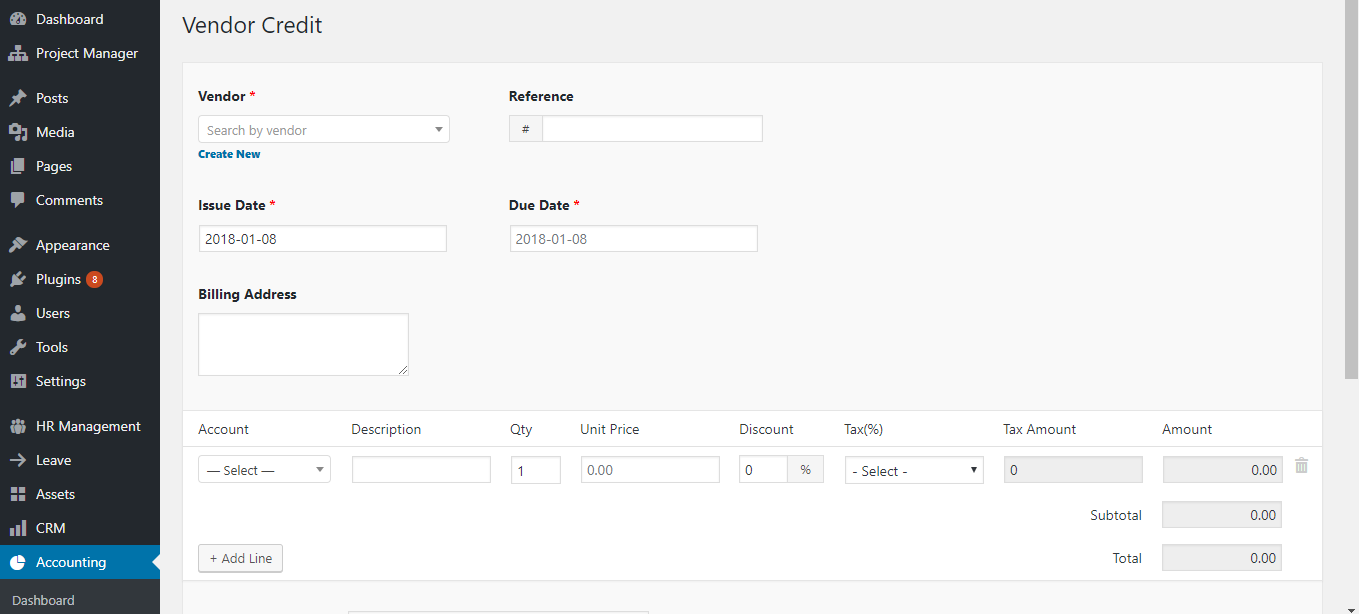 Dashboard
Project Manager
Posts
Media
Pages
Comments
Appearance
Plugins 8
Users
Tools
Settings
HR Management
Leave
Assets
CRM
Accounting
Dashboard
Vendor Credit
Vendor * Reference
Search by vendor #
Create New
Issue Date * Due Date *
2018-01-08 2018-01-08
Billing Address
Account Description Qty Unit Price Discount Tax(%) Tax Amount Amount
— Select — 1 0.00 0 % - Select - 0 0.00
Subtotal 0.00
+ Add Line Total 0.00